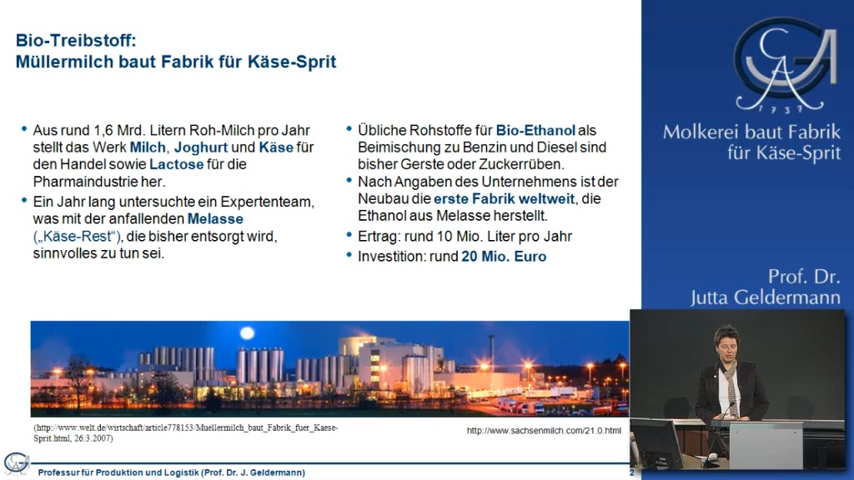 Bio-Treibstoff:
Müllermilch baut Fabrik für Käse-Sprit
• Aus rund 1,6 Mrd. Litern Roh-Milch pro Jahr
stellt das Werk Milch, Joghurt und Käse für
den Handel sowie Lactose für die
Pharmaindustrie her.
• Ein Jahr lang untersuchte ein Expertenteam,
was mit der anfallenden Melasse
(„Käse-Rest“), die bisher entsorgt wird,
sinnvolles zu tun sei.
• Übliche Rohstoffe für Bio-Ethanol als
Beimischung zu Benzin und Diesel sind
bisher Gerste oder Zuckerrüben.
• Nach Angaben des Unternehmens ist der
Neubau die erste Fabrik weltweit, die
Ethanol aus Melasse herstellt.
• Ertrag: rund 10 Mio. Liter pro Jahr
• Investition: rund 20 Mio. Euro
(http://www.welt.de/wirtschaft/article778153/Muellermilch_baut_Fabrik_fuer_Kaese-
Sprit.html, 26.3.2007)
http://www.sachsenmilch.com/21.0.html
Professur für Produktion und Logistik (Prof. Dr. J. Geldermann)
2
GAC
1737
Molkerei baut Fabrik
für Käse-Sprit
Prof. Dr.
Jutta Geldermann